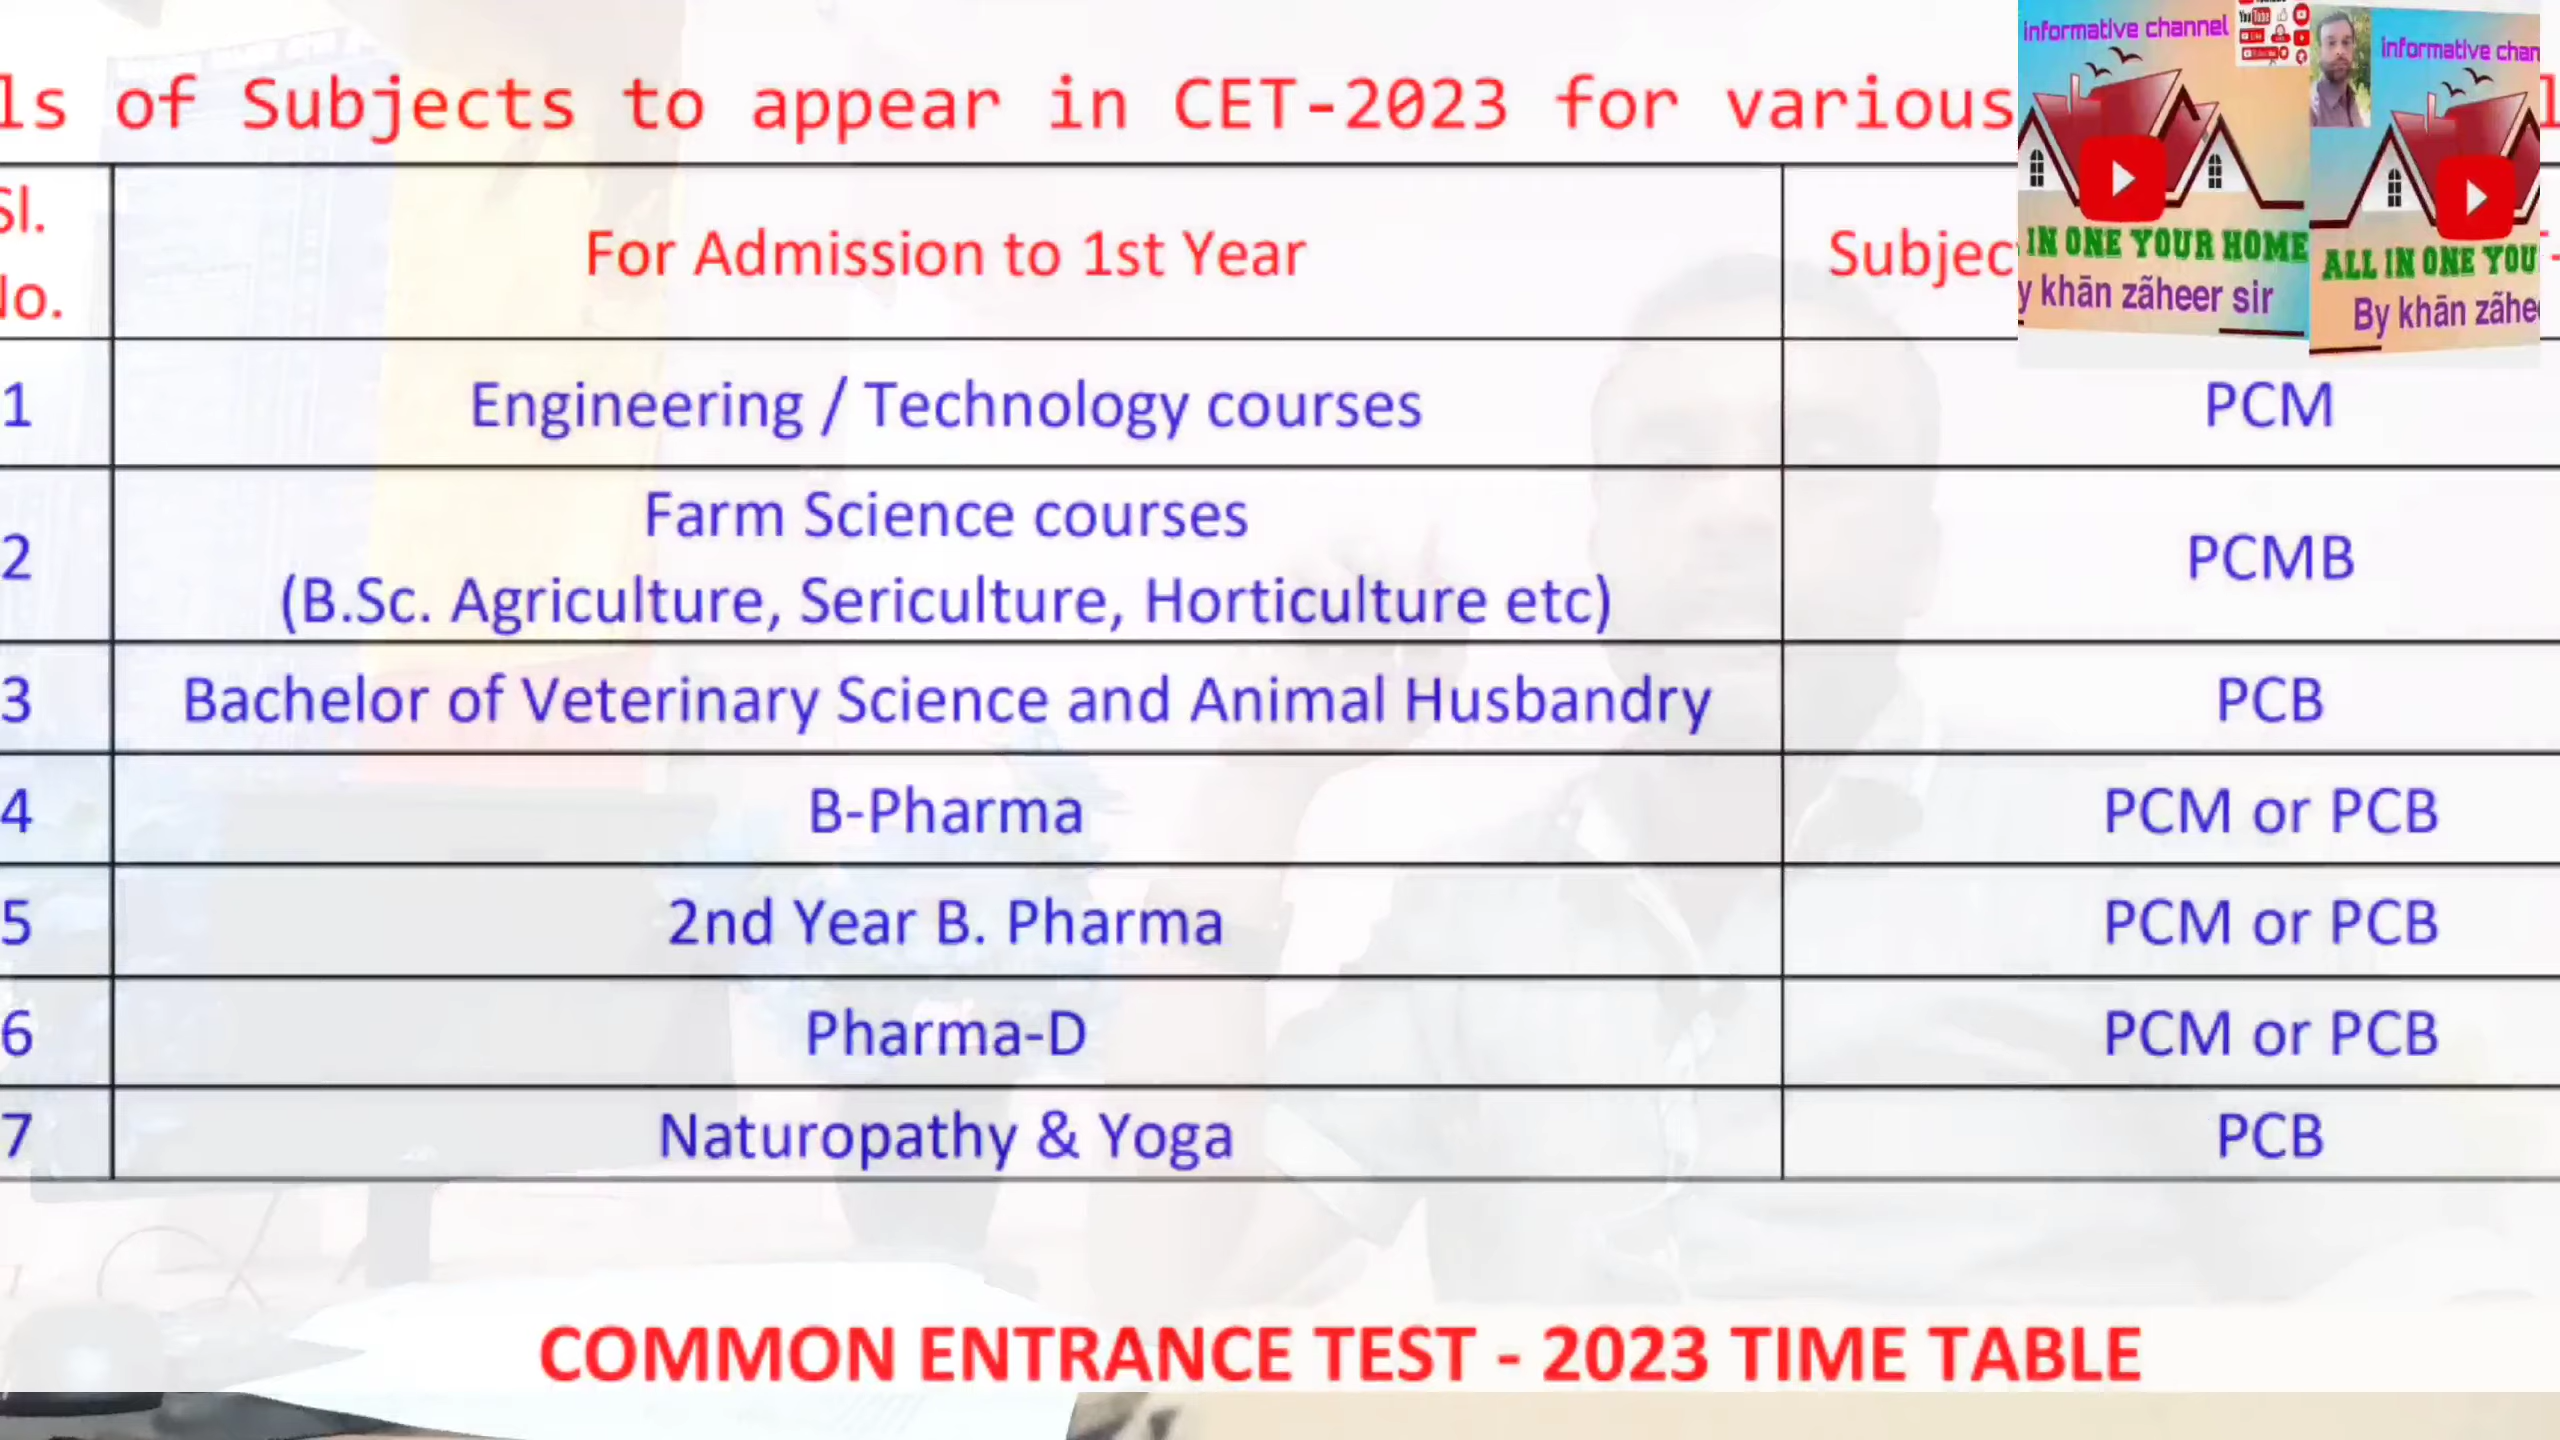 ls of Subjects to appear in CET-2023 for various
Sl. No.
For Admission to 1st Year
Subjec
1
Engineering / Technology courses
PCM
2
Farm Science courses
(B.Sc. Agriculture, Sericulture, Horticulture etc)
PCMB
3
Bachelor of Veterinary Science and Animal Husbandry
PCB
4
B-Pharma
PCM or PCB
5
2nd Year B. Pharma
PCM or PCB
6
Pharma-D
PCM or PCB
7
Naturopathy & Yoga
PCB
COMMON ENTRANCE TEST - 2023 TIME TABLE
informative channel
YouTube
IN ONE YOUR HOME
y khān zãheer sir
informative chan
ALL IN ONE YOU
By khān zãhe